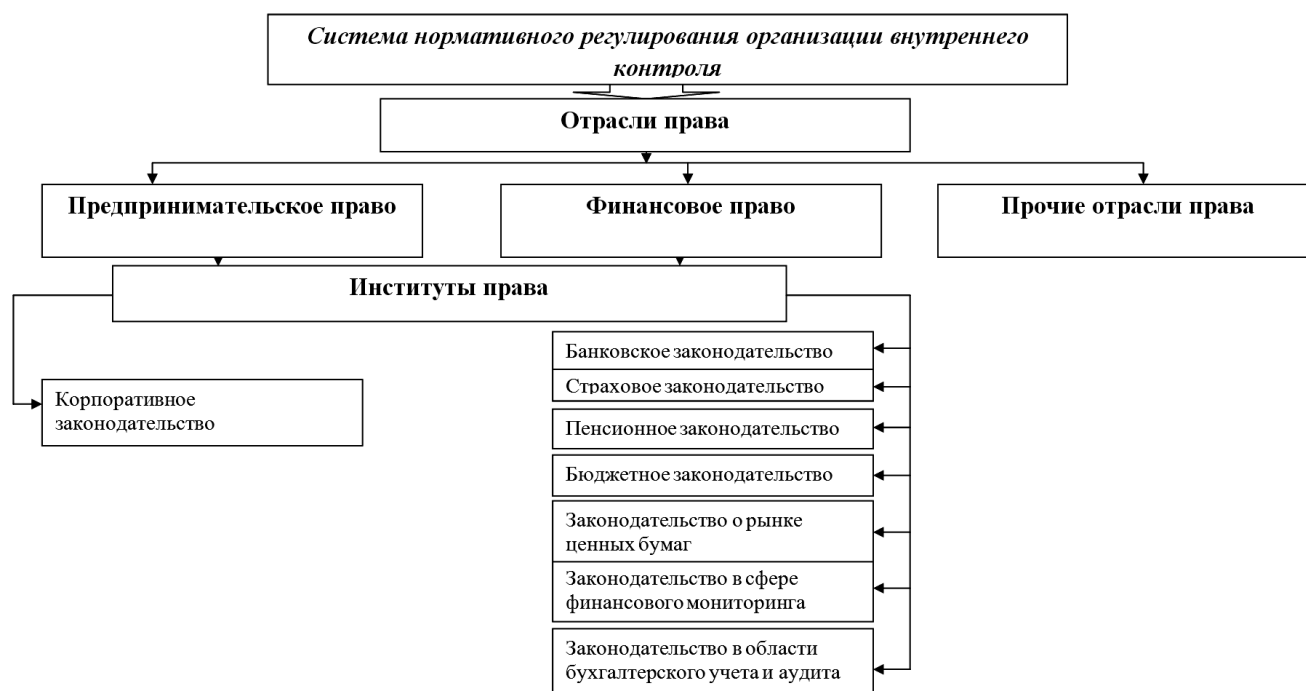 Система нормативного регулирования организации внутреннего
контроля
Отрасли права
Предпринимательское право
Финансовое право
Прочие отрасли права
Институты права
Банковское законодательство
Страховое законодательство
Корпоративное
законодательство
Пенсионное законодательство
Бюджетное законодательство
Законодательство о рынке
ценных бумаг
Законодательство в сфере
финансового мониторинга
Законодательство в области
бухгалтерского учета и аудита